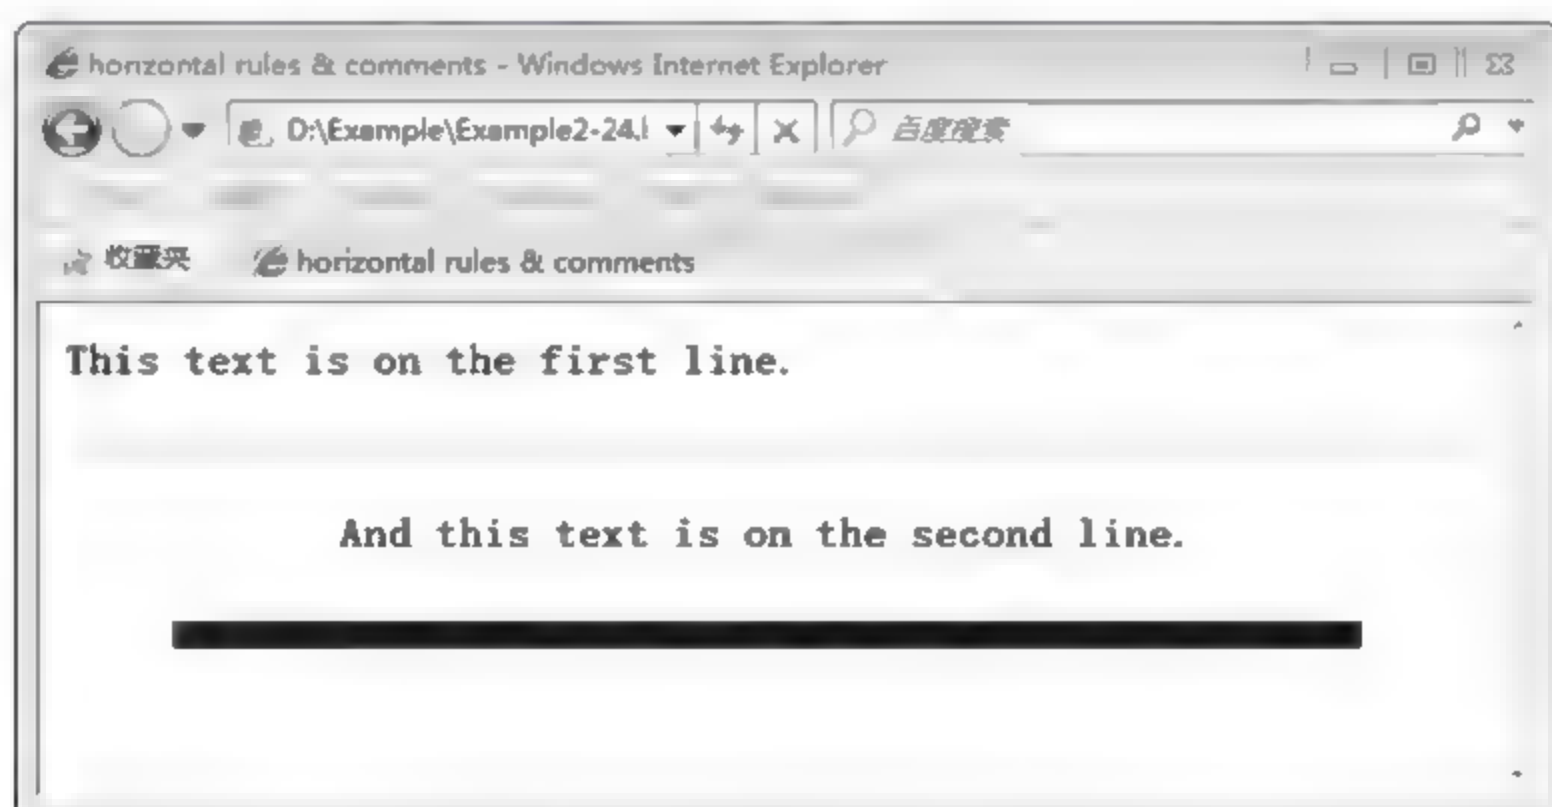 horizontal rules & comments - Windows Internet Explorer
D:\Example\Example2-24.l
百度搜索
收藏夹
horizontal rules & comments
This text is on the first line.
And this text is on the second line.